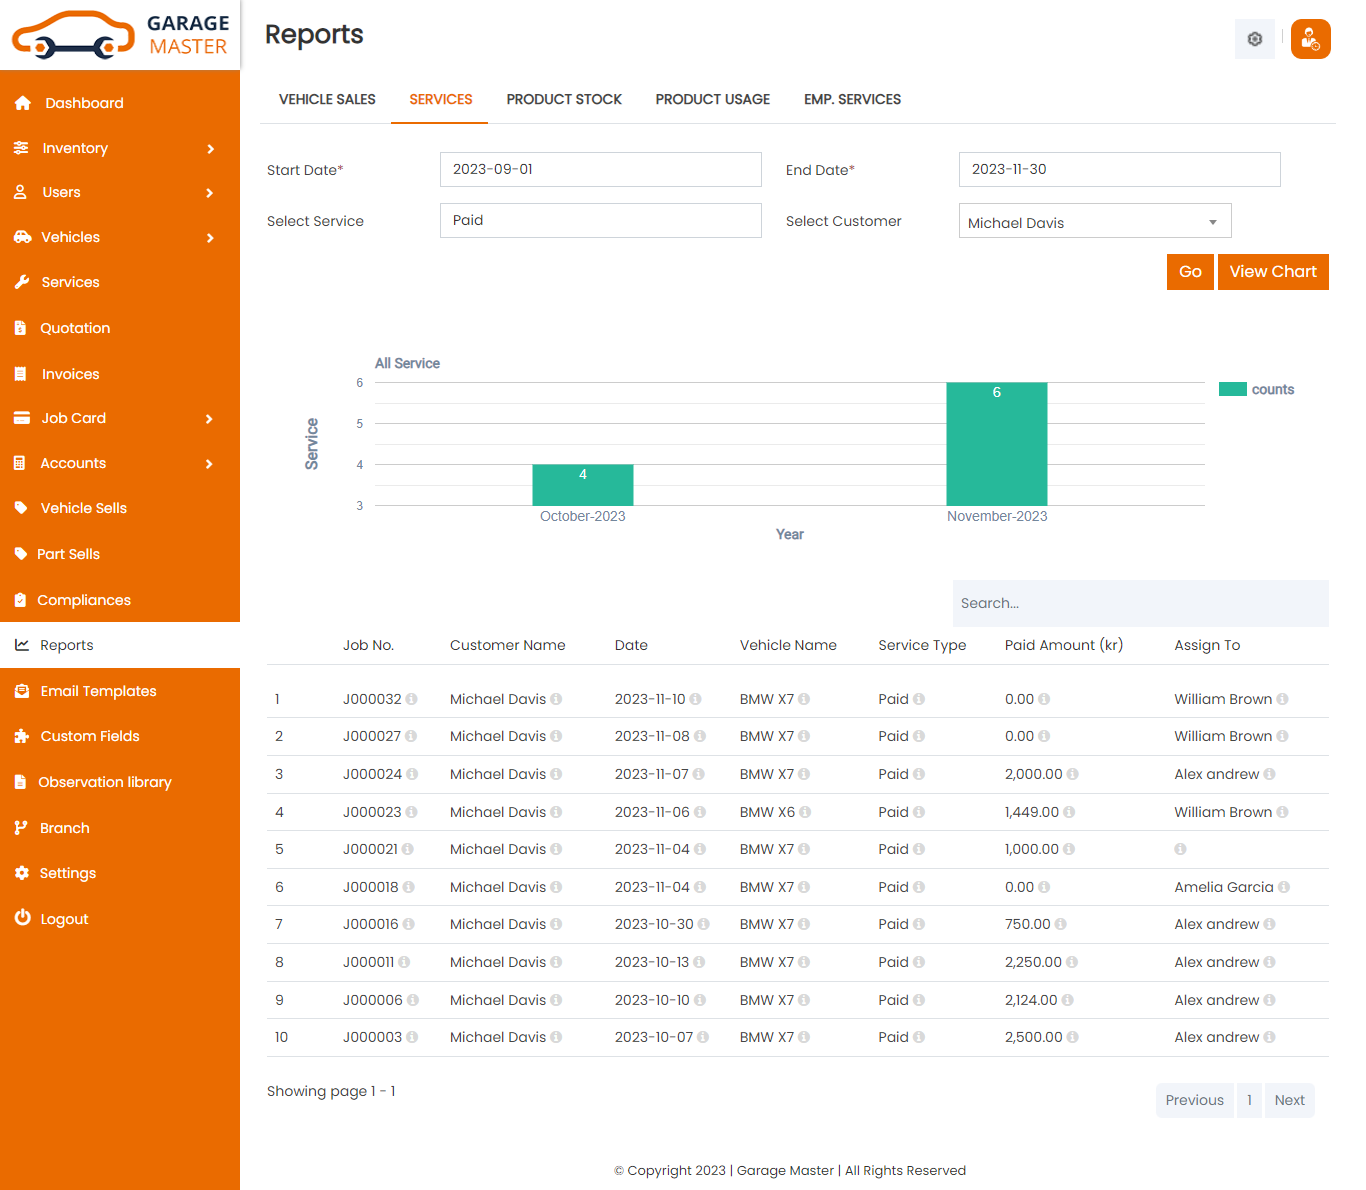 GARAGE
MASTER
Reports
Dashboard
Inventory
Users
Vehicles
Services
Quotation
Invoices
Job Card
Accounts
Vehicle Sells
Part Sells
Compliances
Reports
Email Templates
Custom Fields
Observation library
Branch
Settings
Logout
VEHICLE SALES SERVICES PRODUCT STOCK PRODUCT USAGE EMP. SERVICES
Start Date* 2023-09-01 End Date* 2023-11-30
Select Service Paid Select Customer Michael Davis
Go View Chart
All Service
6
5
4
3
Service
4
6
October-2023 November-2023
Year
counts
Search...
Job No. Customer Name Date Vehicle Name Service Type Paid Amount (kr) Assign To
1 J000032 Michael Davis 2023-11-10 BMW X7 Paid 0.00 William Brown
2 J000027 Michael Davis 2023-11-08 BMW X7 Paid 0.00 William Brown
3 J000024 Michael Davis 2023-11-07 BMW X7 Paid 2,000.00 Alex andrew
4 J000023 Michael Davis 2023-11-06 BMW X6 Paid 1,449.00 William Brown
5 J000021 Michael Davis 2023-11-04 BMW X7 Paid 1,000.00
6 J000018 Michael Davis 2023-11-04 BMW X7 Paid 0.00 Amelia Garcia
7 J000016 Michael Davis 2023-10-30 BMW X7 Paid 750.00 Alex andrew
8 J000011 Michael Davis 2023-10-13 BMW X7 Paid 2,250.00 Alex andrew
9 J000006 Michael Davis 2023-10-10 BMW X7 Paid 2,124.00 Alex andrew
10 J000003 Michael Davis 2023-10-07 BMW X7 Paid 2,500.00 Alex andrew
Showing page 1 - 1
Previous 1 Next
© Copyright 2023 | Garage Master | All Rights Reserved